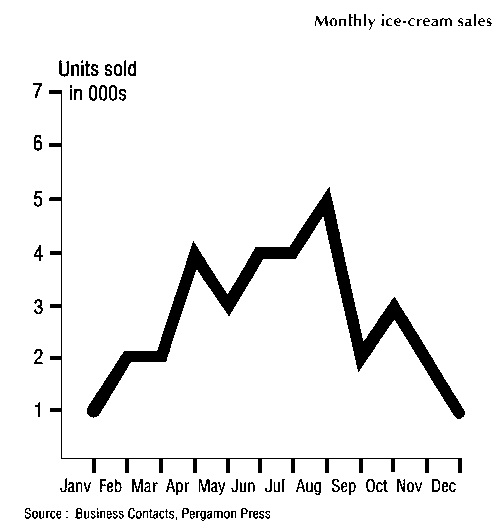 Monthly ice-cream sales
Units sold
in 000s
7
6
5
4
3
2
1
Janv Feb Mar Apr May Jun Jul Aug Sep Oct Nov Dec
Source : Business Contacts, Pergamon Press